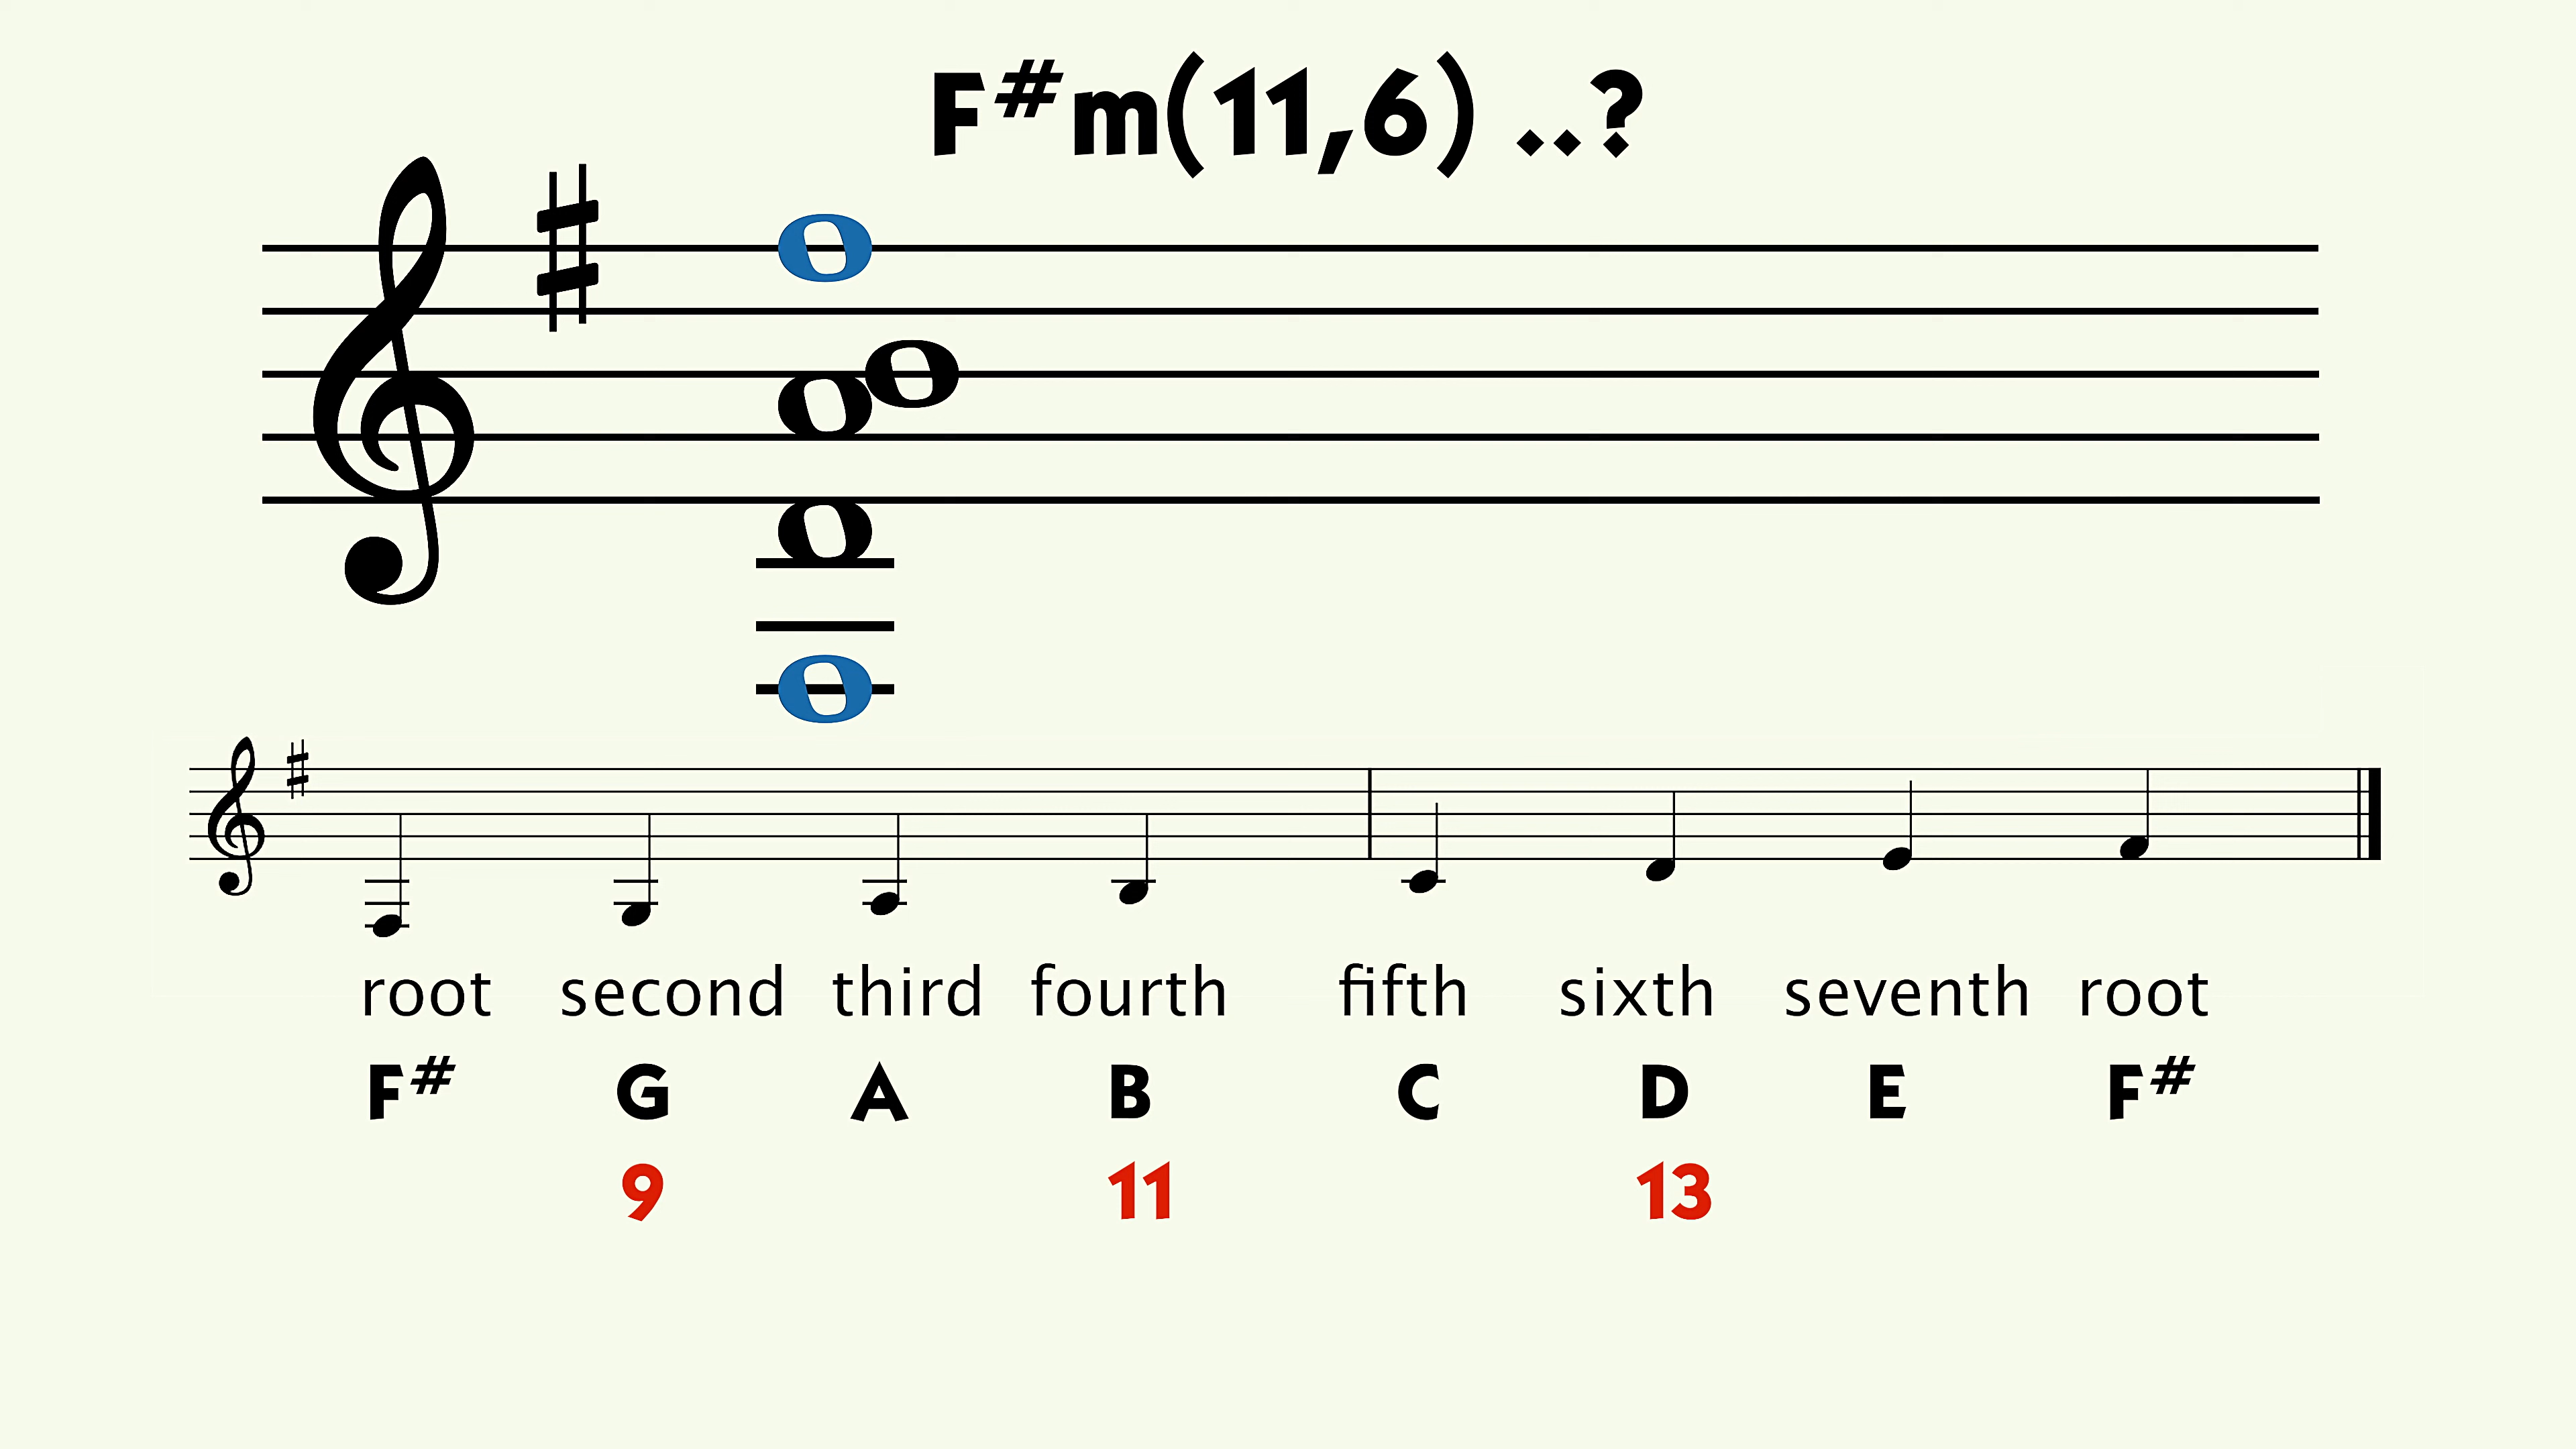 F#m(11,6) ..?
root second third fourth fifth sixth seventh root
F# G A B C D E F#
9 11 13